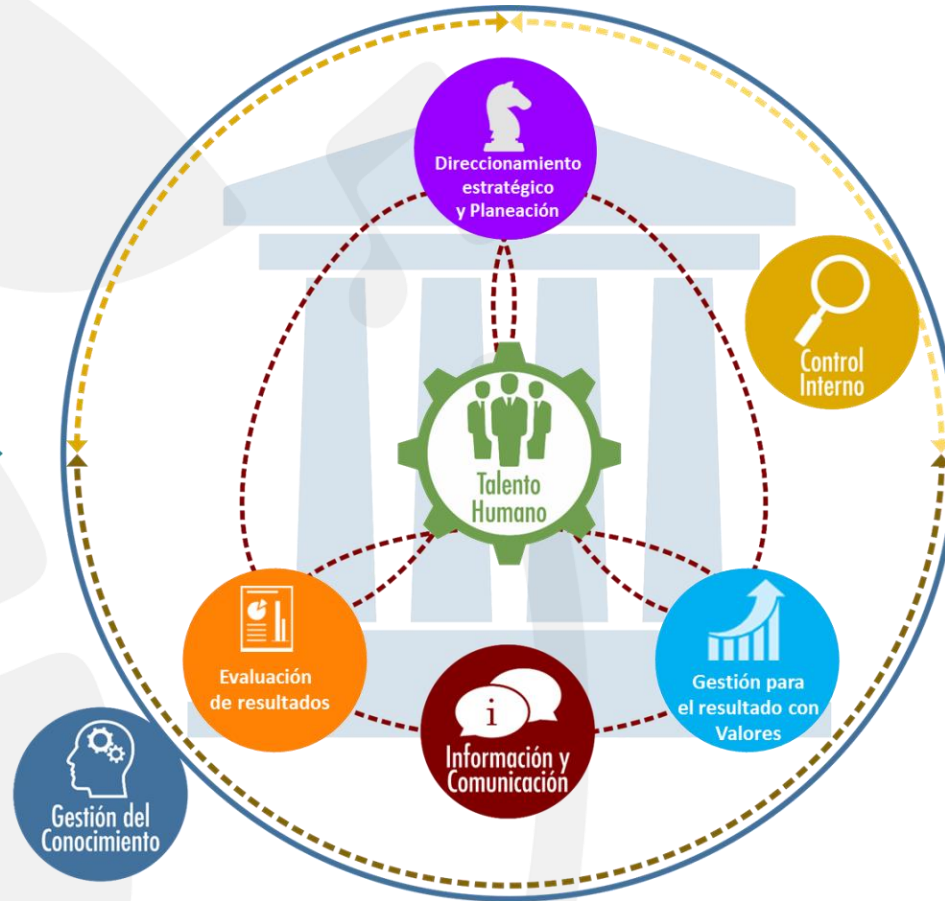 Direccionamiento
estratégico
y Planeación
Control
Interno
Talento
Humano
Evaluación
de resultados
Gestión para
el resultado con
Valores
i
Información y
Comunicación
Gestión del
Conocimiento